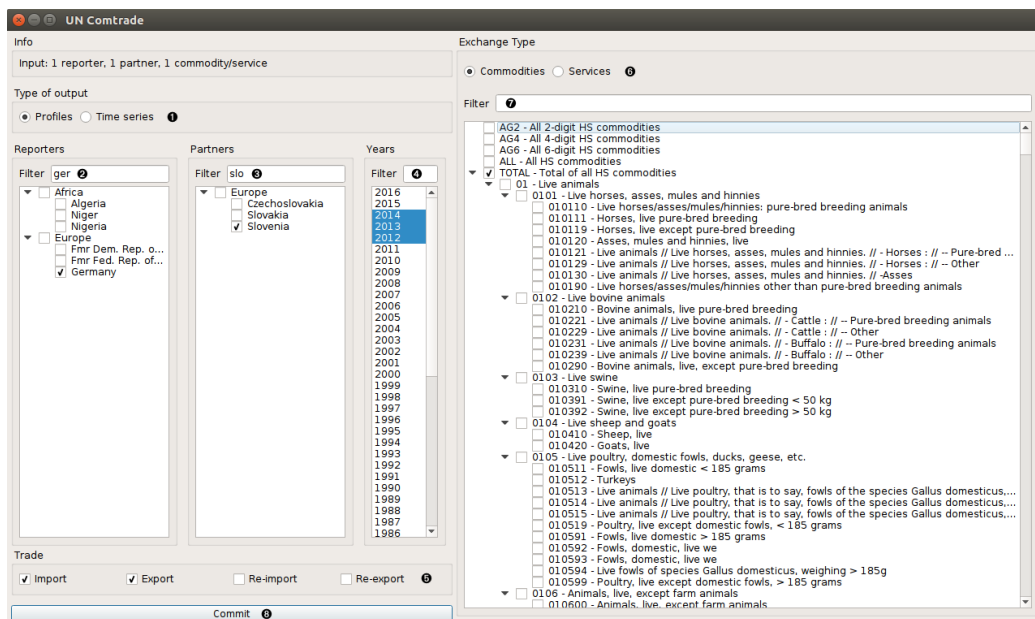 UN Comtrade
Info
Input: 1 reporter, 1 partner, 1 commodity/service
Type of output
Profiles Time series ❶
Reporters
Filter ger ❷
Africa
Algeria
Niger
Nigeria
Europe
Fmr Dem. Rep. o...
Fmr Fed. Rep. of...
Germany
Partners
Filter slo ❸
Europe
Czechoslovakia
Slovakia
Slovenia
Years
Filter ❹
2016
2015
2014
2013
2012
2011
2010
2009
2008
2007
2006
2005
2004
2003
2002
2001
2000
1999
1998
1997
1996
1995
1994
1993
1992
1991
1990
1989
1988
1987
1986
Trade
Import Export Re-import Re-export ❺
Commit ❽
Exchange Type
Commodities Services ❻
Filter ❼
AG2 - All 2-digit HS commodities
AG4 - All 4-digit HS commodities
AG6 - All 6-digit HS commodities
ALL - All HS commodities
TOTAL - Total of all HS commodities
01 - Live animals
0101 - Live horses, asses, mules and hinnies
010110 - Live horses/asses/mules/hinnies: pure-bred breeding animals
010111 - Horses, live pure-bred breeding
010119 - Horses, live except pure-bred breeding
010120 - Asses, mules and hinnies, live
010121 - Live animals // Live horses, asses, mules and hinnies. // - Horses : // -- Pure-bred ...
010129 - Live animals // Live horses, asses, mules and hinnies. // - Horses : // -- Other
010130 - Live animals // Live horses, asses, mules and hinnies. // -Asses
010190 - Live horses/asses/mules/hinnies other than pure-bred breeding animals
0102 - Live bovine animals
010210 - Bovine animals, live pure-bred breeding
010221 - Live animals // Live bovine animals. // - Cattle : // -- Pure-bred breeding animals
010229 - Live animals // Live bovine animals. // - Cattle : // -- Other
010231 - Live animals // Live bovine animals. // - Buffalo : // -- Pure-bred breeding animals
010239 - Live animals // Live bovine animals. // - Buffalo : // -- Other
010290 - Bovine animals, live, except pure-bred breeding
0103 - Live swine
010310 - Swine, live pure-bred breeding
010391 - Swine, live except pure-bred breeding < 50 kg
010392 - Swine, live except pure-bred breeding > 50 kg
0104 - Live sheep and goats
010410 - Sheep, live
010420 - Goats, live
0105 - Live poultry, domestic fowls, ducks, geese, etc.
010511 - Fowls, live domestic < 185 grams
010512 - Turkeys
010513 - Live animals // Live poultry, that is to say, fowls of the species Gallus domesticus,...
010514 - Live animals // Live poultry, that is to say, fowls of the species Gallus domesticus,...
010515 - Live animals // Live poultry, that is to say, fowls of the species Gallus domesticus,...
010519 - Poultry, live except domestic fowls, < 185 grams
010591 - Fowls, live domestic > 185 grams
010592 - Fowls, domestic, live we
010593 - Fowls, domestic, live we
010594 - Live fowls of species Gallus domesticus, weighing > 185g
010599 - Poultry, live except domestic fowls, > 185 grams
0106 - Animals, live, except farm animals
010600 - Animals, live, except farm animals